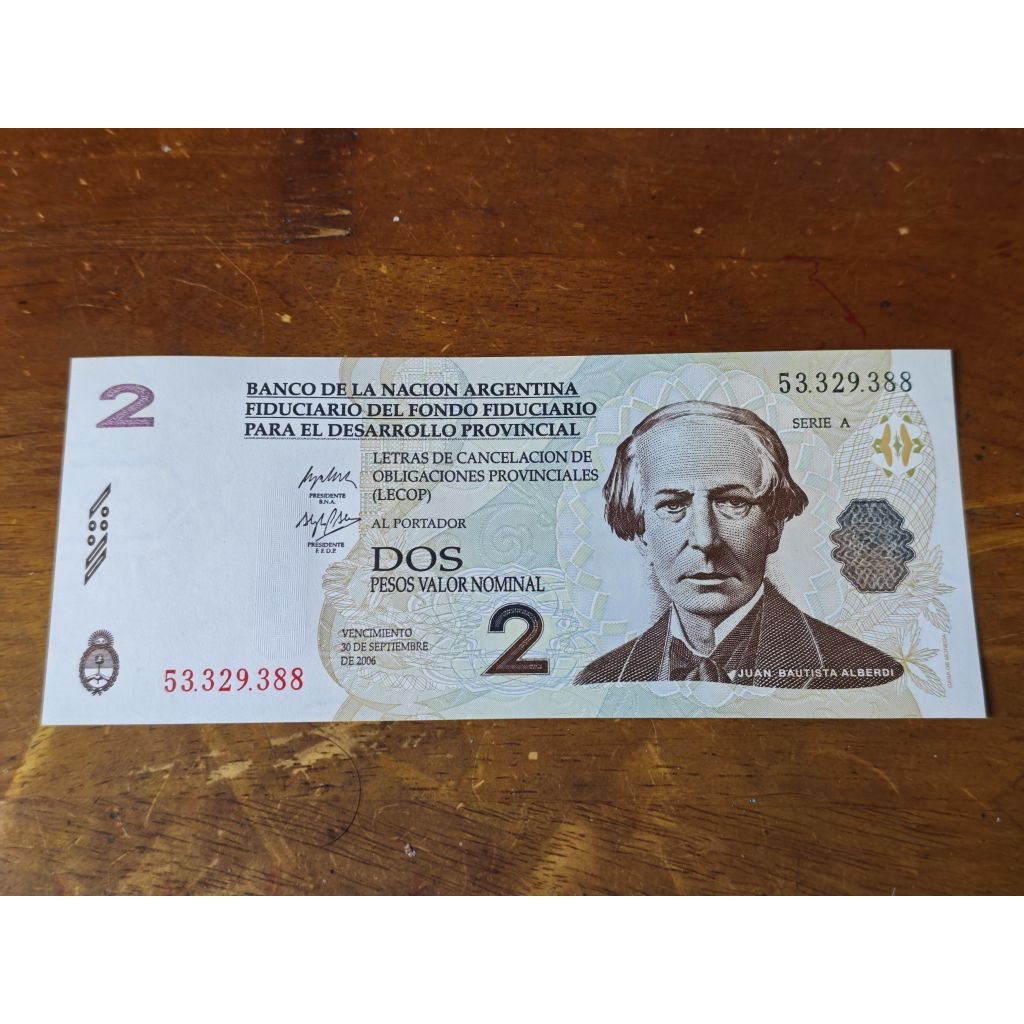 2
BANCO DE LA NACION ARGENTINA
FIDUCIARIO DEL FONDO FIDUCIARIO
PARA EL DESARROLLO PROVINCIAL
53.329.388
SERIE A
LETRAS DE CANCELACION DE
OBLIGACIONES PROVINCIALES
(LECOP)
PRESIDENTE
B.N.A.
AL PORTADOR
PRESIDENTE
F.F.D.P.
DOS
PESOS VALOR NOMINAL
2
VENCIMIENTO
30 DE SEPTIEMBRE
DE 2006
53.329.388
JUAN BAUTISTA ALBERDI